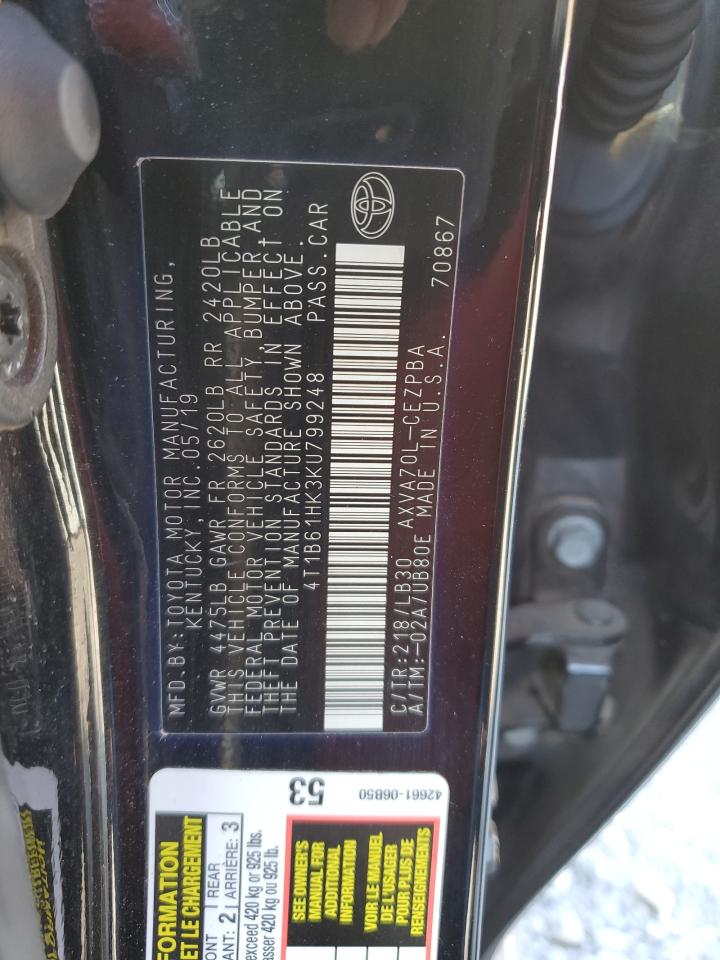 MFD. BY: TOYOTA MOTOR MANUFACTURING,
KENTUCKY, INC. 05/19
GVWR 4475LB GAWR FR 2620LB RR 2420LB
THIS VEHICLE CONFORMS TO ALL APPLICABLE
FEDERAL MOTOR VEHICLE SAFETY, BUMPER, AND
THEFT PREVENTION STANDARDS IN EFFECT ON
THE DATE OF MANUFACTURE SHOWN ABOVE.
4T1B61HK3KU799248 PASS.CAR
C/TR:218/LB30 AXVA70L-CEZPBA
A/TM:-02A/UB80E MADE IN U.S.A. 70867
53
42661-06B50
FORMATION
ET LE CHARGEMENT
ONT 2 REAR 3
ANT: ARRIÈRE:
exceed 420 kg or 925 lbs.
asser 420 kg ou 925 lb.
SEE OWNER'S
MANUAL FOR
ADDITIONAL
INFORMATION
VOIR LE MANUEL
DE L'USAGER
POUR PLUS DE
RENSEIGNEMENTS